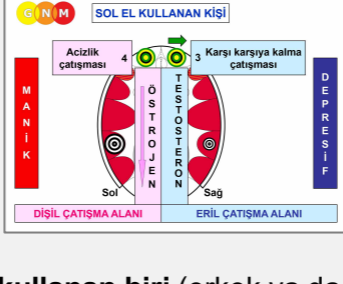 GNM
SOL EL KULLANAN KİŞİ
Acizlik
çatışması
4
3
Karşı karşıya kalma
çatışması
MANİK
ÖSTROJEN
TESTOSTERON
DEPRESİF
Sol
Sağ
DİŞİL ÇATIŞMA ALANI
ERİL ÇATIŞMA ALANI
kullanan biri (erkek ya da